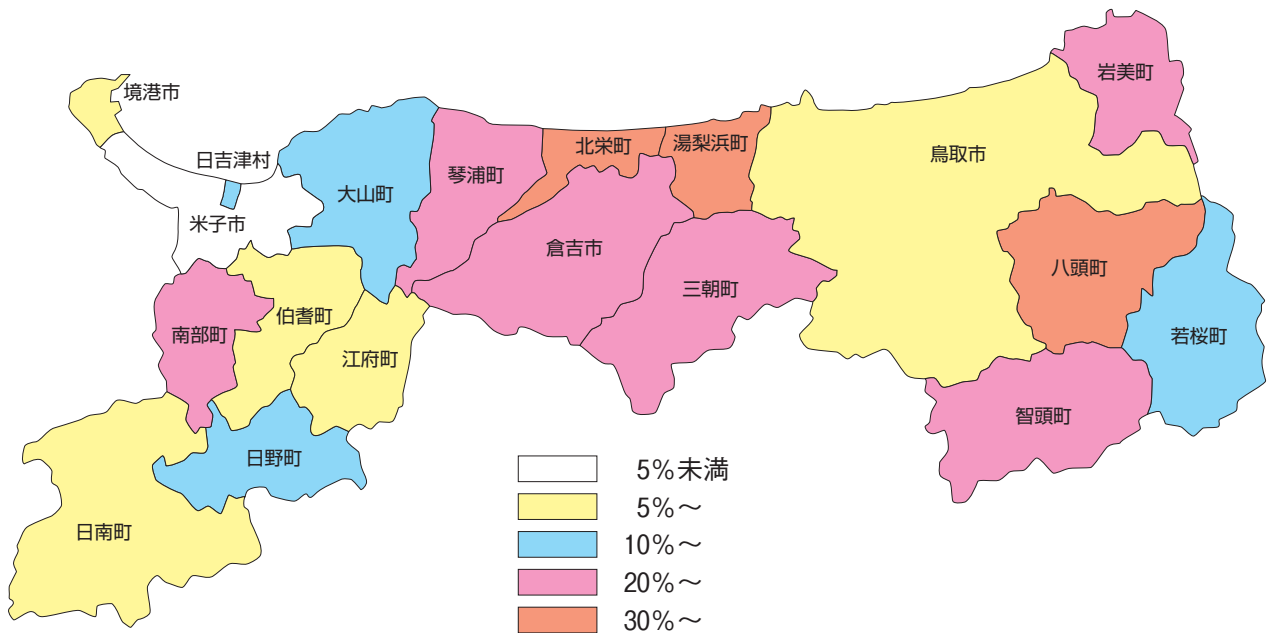 岩美町
境港市
北栄町
湯梨浜町
鳥取市
日吉津村
琴浦町
大山町
米子市
倉吉市
八頭町
三朝町
伯耆町
南部町
若桜町
江府町
智頭町
日野町
日南町
5%未満
5%～
10%～
20%～
30%～